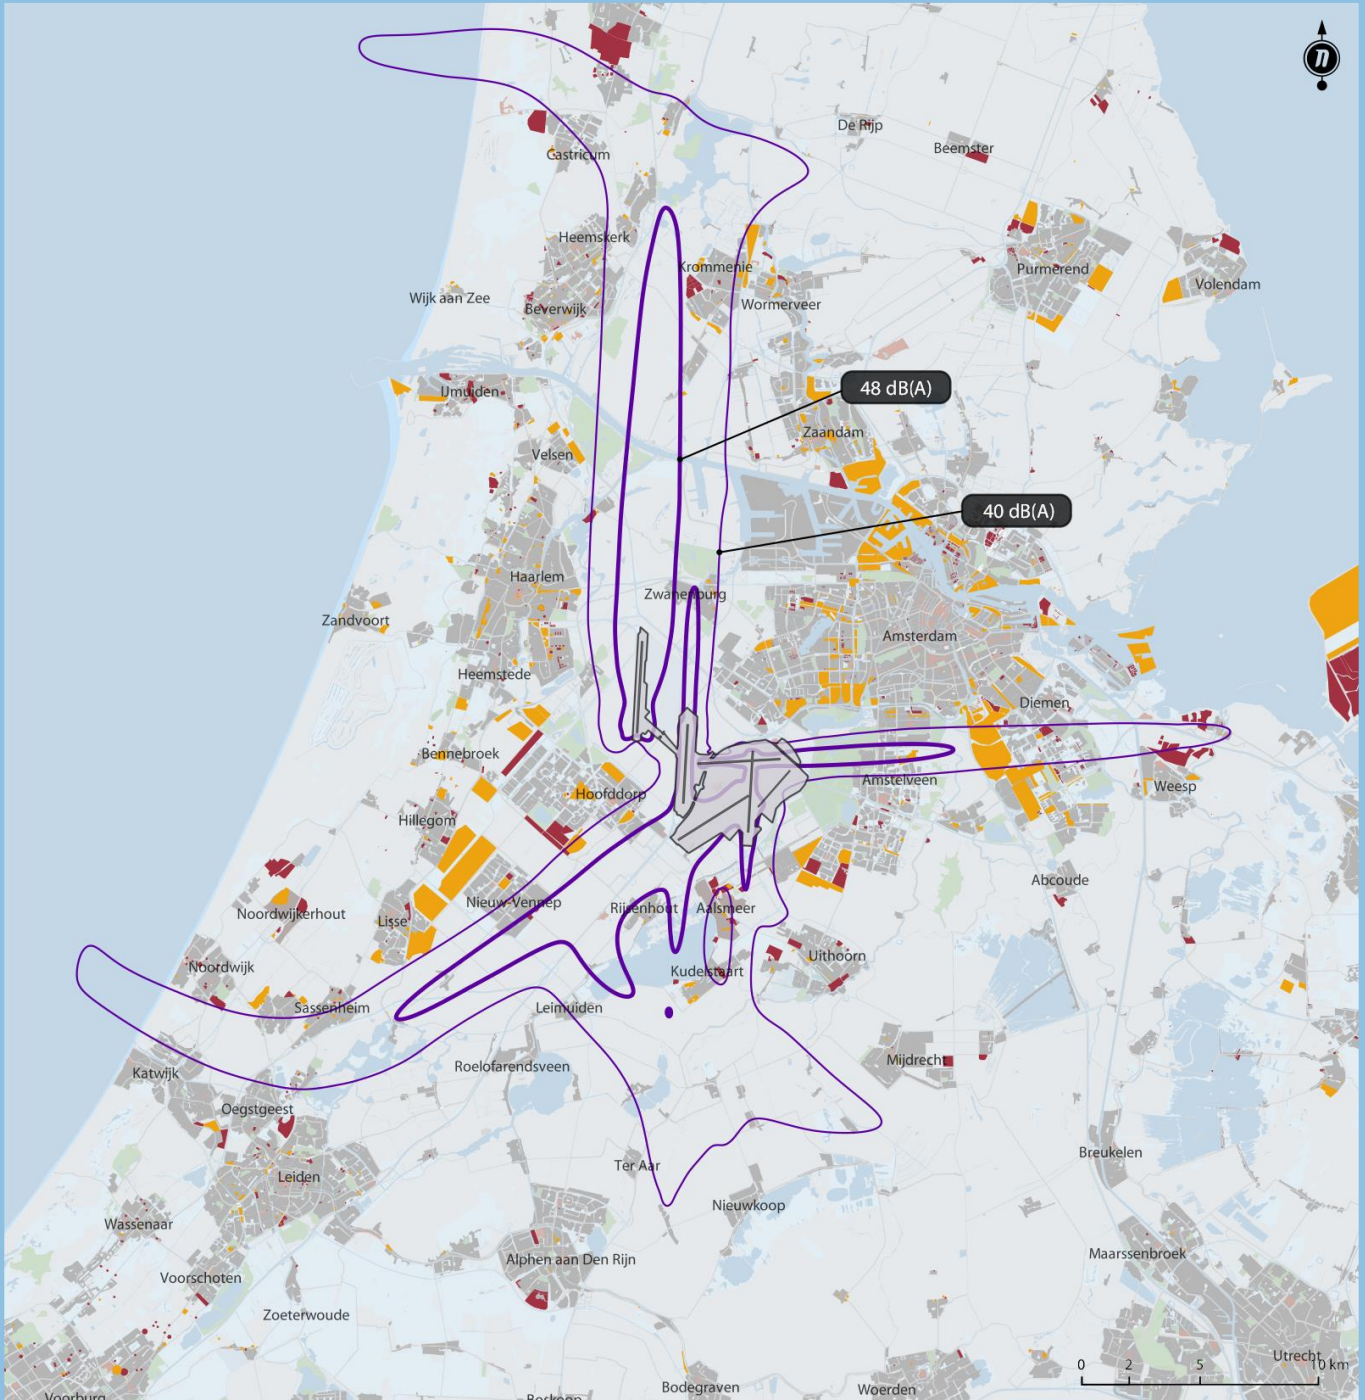 n
De Rijp
Beemster
Castricum
Heemskerk
Krommenie
Purmerend
Volendam
Wijk aan Zee
Beverwijk
Wormerveer
48 dB(A)
IJmuiden
Zaandam
Velsen
40 dB(A)
Haarlem
Zwanenburg
Zandvoort
Amsterdam
Heemstede
Diemen
Bennebroek
Amstelveen
Weesp
Hoofddorp
Hillegom
Abcoude
Nieuw-Vennep
Rijsenhout
Aalsmeer
Noordwijkerhout
Lisse
Uithoorn
Noordwijk
Kudelstaart
Sassenheim
Leimuiden
Mijdrecht
Katwijk
Roelofarendsveen
Oegstgeest
Breukelen
Ter Aar
Leiden
Nieuwkoop
Wassenaar
Maarssenbroek
Alphen aan Den Rijn
Voorschoten
Zoeterwoude
Utrecht
0 2 5 10 km
Bodegraven
Woerden
Voorburg
Boskoop